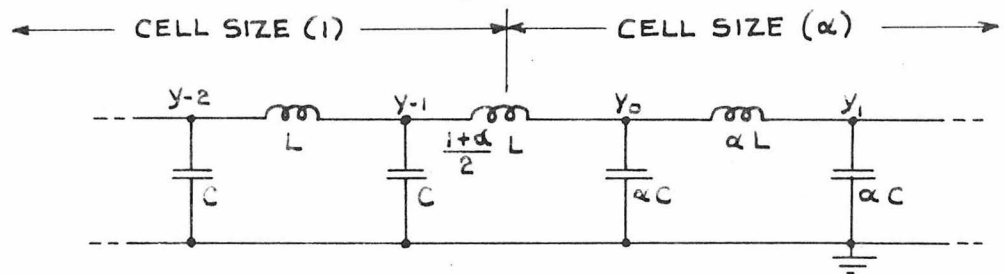 CELL SIZE (1) CELL SIZE (α)
y-2 y-1 y₀ y₁
L 1+α/2 L αL
C C αC αC